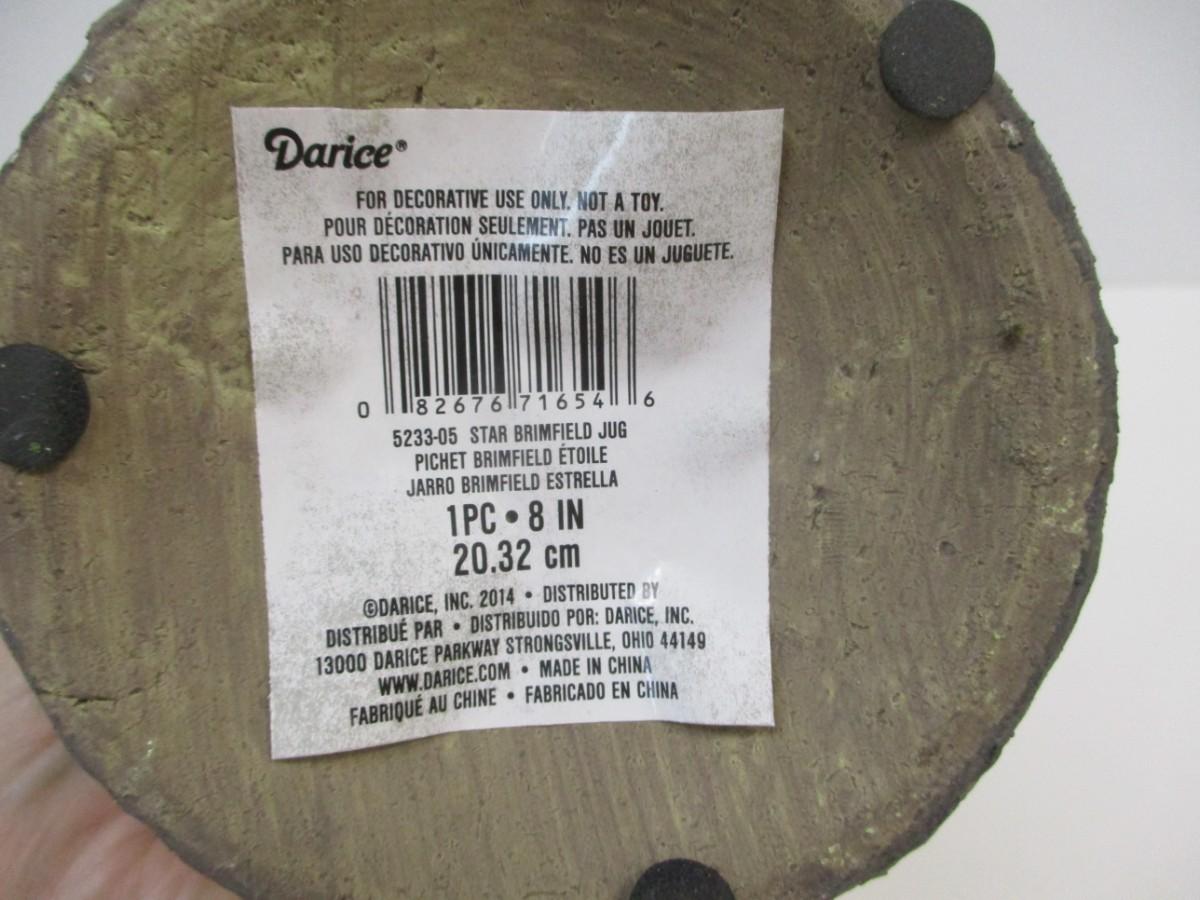 Darice®
FOR DECORATIVE USE ONLY. NOT A TOY.
POUR DÉCORATION SEULEMENT. PAS UN JOUET.
PARA USO DECORATIVO ÚNICAMENTE. NO ES UN JUGUETE.
0 82676 71654 6
5233-05 STAR BRIMFIELD JUG
PICHET BRIMFIELD ÉTOILE
JARRO BRIMFIELD ESTRELLA
1PC • 8 IN
20.32 cm
©DARICE, INC. 2014 • DISTRIBUTED BY
DISTRIBUÉ PAR • DISTRIBUIDO POR: DARICE, INC.
13000 DARICE PARKWAY STRONGSVILLE, OHIO 44149
WWW.DARICE.COM • MADE IN CHINA
FABRIQUÉ AU CHINE • FABRICADO EN CHINA